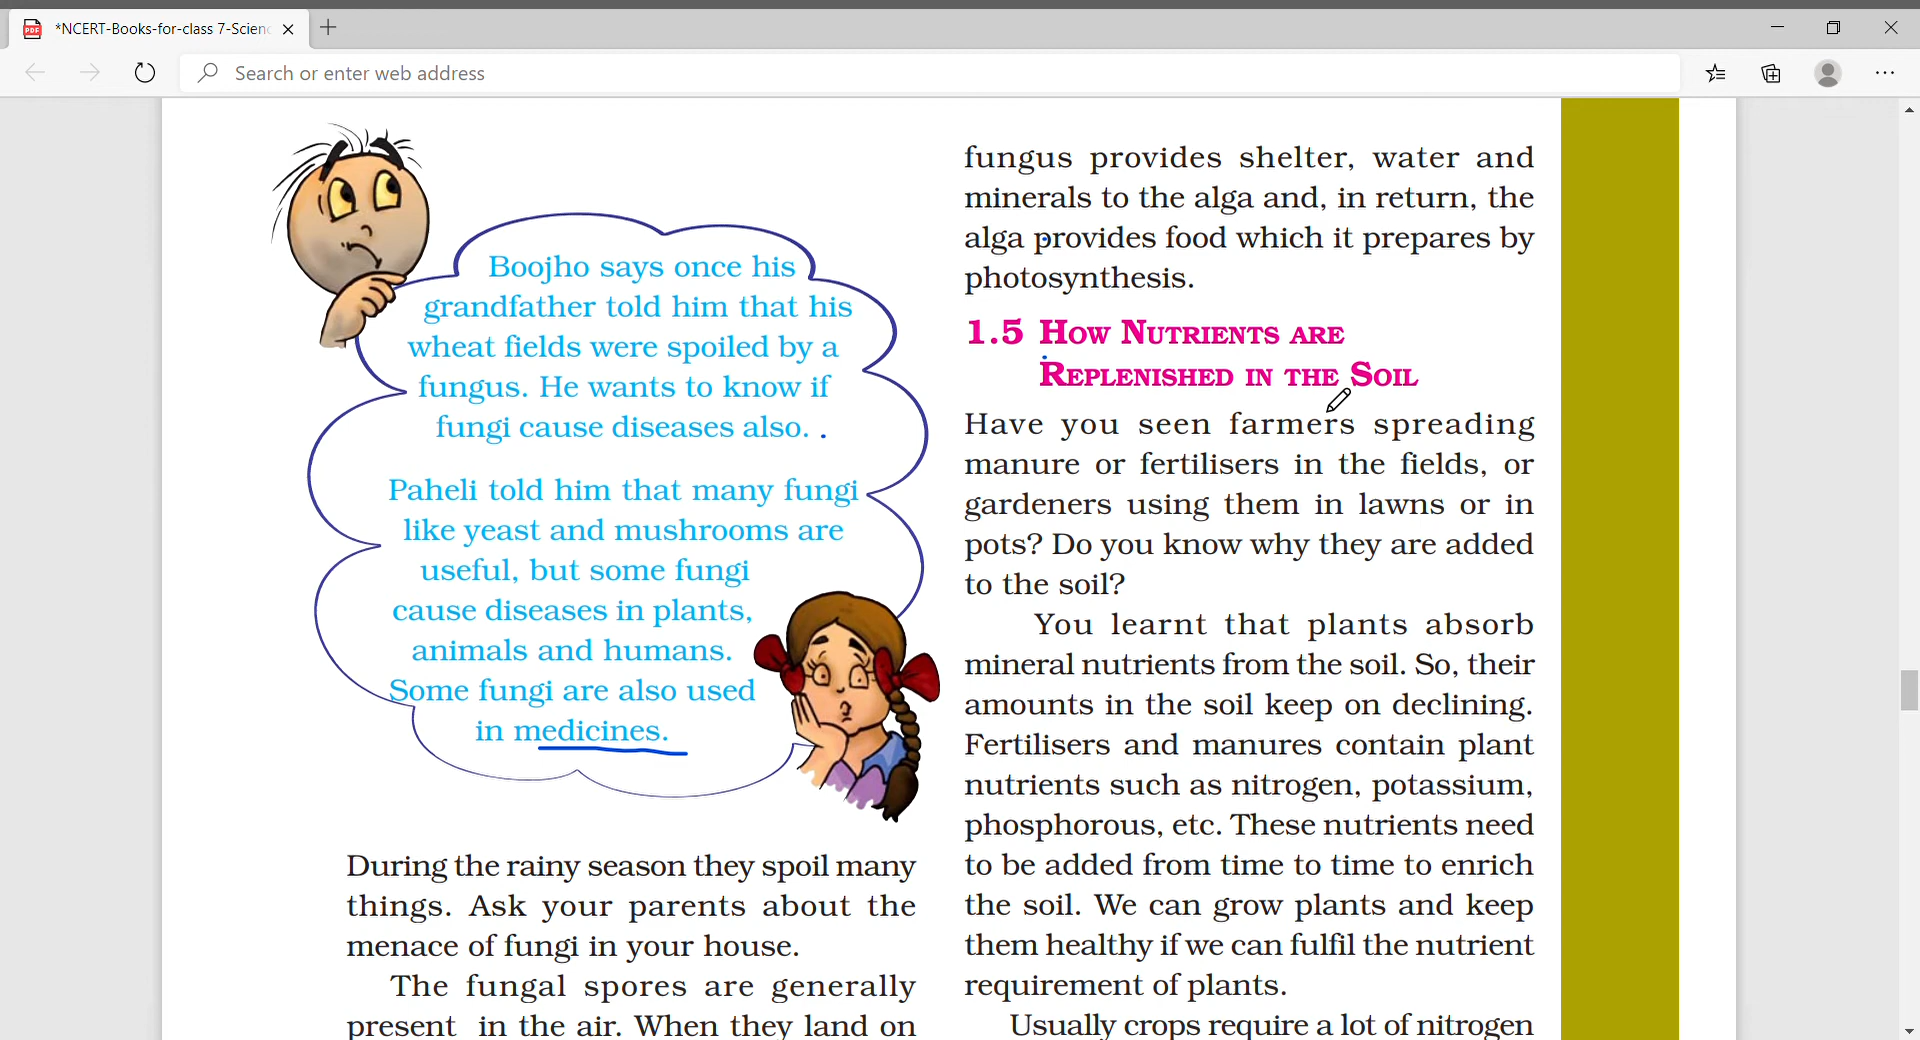 *NCERT-Books-for-class 7-Scien
Search or enter web address
Boojho says once his
grandfather told him that his
wheat fields were spoiled by a
fungus. He wants to know if
fungi cause diseases also. .
Paheli told him that many fungi
like yeast and mushrooms are
useful, but some fungi
cause diseases in plants,
animals and humans.
Some fungi are also used
in medicines.
During the rainy season they spoil many
things. Ask your parents about the
menace of fungi in your house.
The fungal spores are generally
present in the air. When they land on
fungus provides shelter, water and
minerals to the alga and, in return, the
alga provides food which it prepares by
photosynthesis.
1.5 HOW NUTRIENTS ARE
REPLENISHED IN THE SOIL
Have you seen farmers spreading
manure or fertilisers in the fields, or
gardeners using them in lawns or in
pots? Do you know why they are added
to the soil?
You learnt that plants absorb
mineral nutrients from the soil. So, their
amounts in the soil keep on declining.
Fertilisers and manures contain plant
nutrients such as nitrogen, potassium,
phosphorous, etc. These nutrients need
to be added from time to time to enrich
the soil. We can grow plants and keep
them healthy if we can fulfil the nutrient
requirement of plants.
Usually crops require a lot of nitrogen